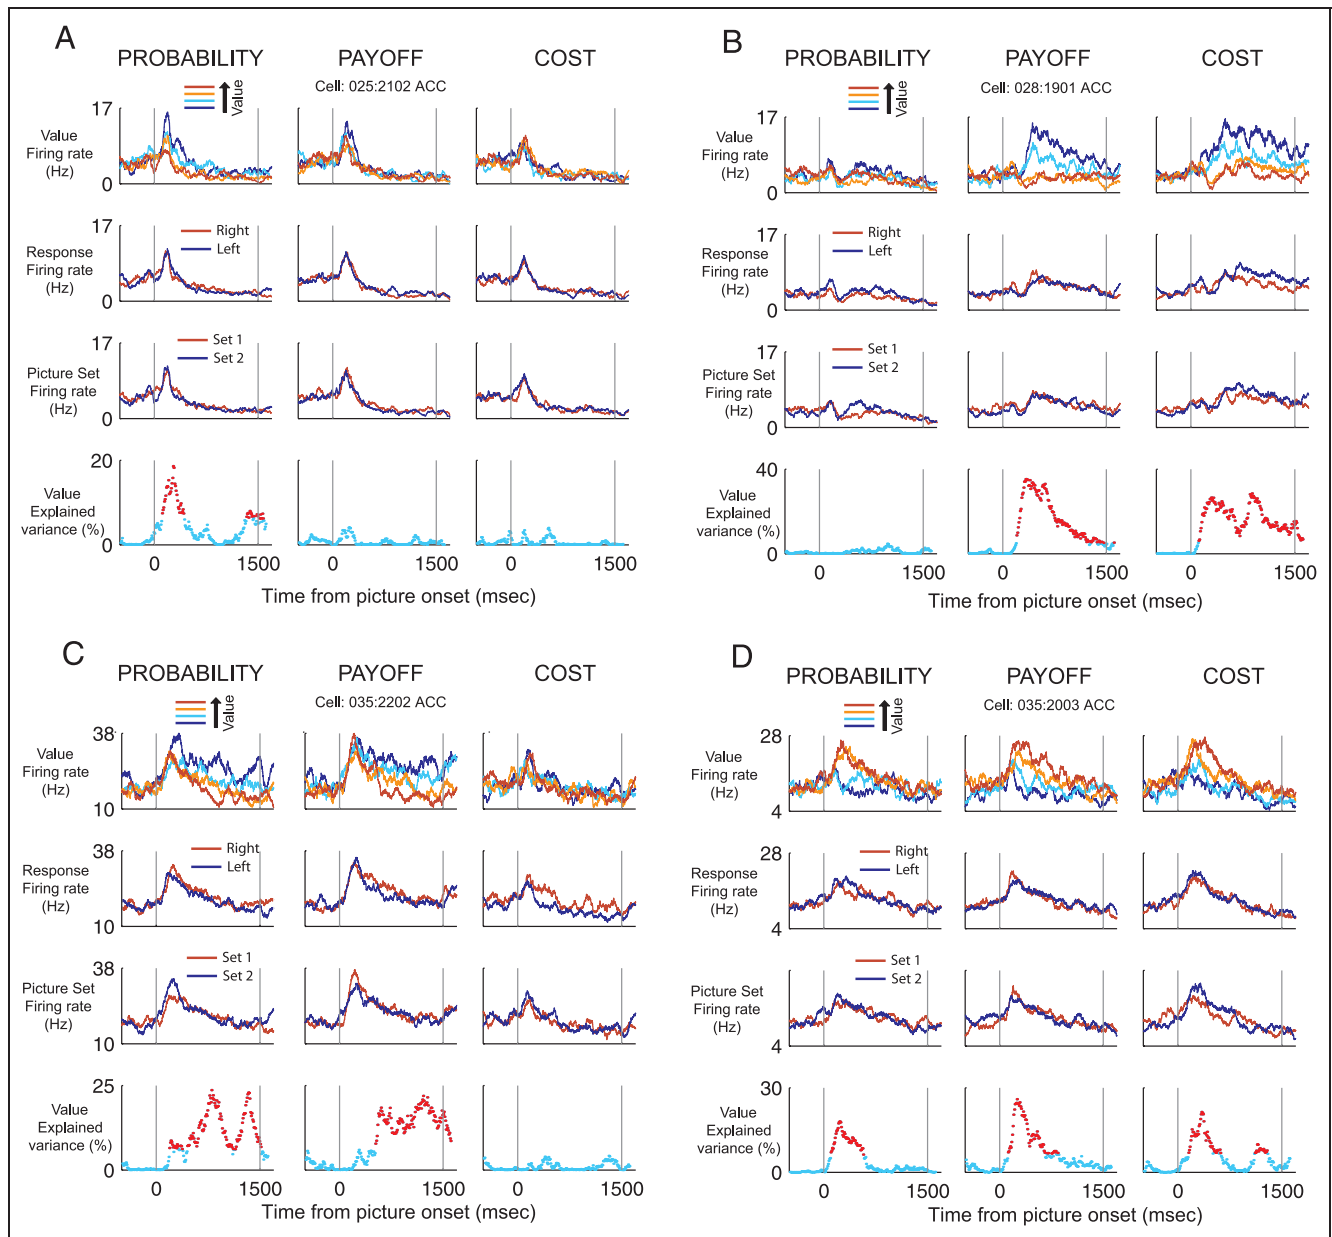 A
PROBABILITY PAYOFF COST
Cell: 025:2102 ACC
Value
17
Value
Firing rate
(Hz)
0
17
Right
Left
Response
Firing rate
(Hz)
0
17
Set 1
Set 2
Picture Set
Firing rate
(Hz)
0
20
Value
Explained
variance (%)
0
0 1500 0 1500 0 1500
Time from picture onset (msec)
B
PROBABILITY PAYOFF COST
Cell: 028:1901 ACC
Value
17
Value
Firing rate
(Hz)
0
17
Right
Left
Response
Firing rate
(Hz)
0
17
Set 1
Set 2
Picture Set
Firing rate
(Hz)
0
40
Value
Explained
variance (%)
0
0 1500 0 1500 0 1500
Time from picture onset (msec)
C
PROBABILITY PAYOFF COST
Cell: 035:2202 ACC
Value
38
Value
Firing rate
(Hz)
10
38
Right
Left
Response
Firing rate
(Hz)
10
38
Set 1
Set 2
Picture Set
Firing rate
(Hz)
10
25
Value
Explained
variance (%)
0
0 1500 0 1500 0 1500
Time from picture onset (msec)
D
PROBABILITY PAYOFF COST
Cell: 035:2003 ACC
Value
28
Value
Firing rate
(Hz)
4
28
Right
Left
Response
Firing rate
(Hz)
4
Set 1
Set 2
Picture Set
Firing rate
(Hz)
4
30
Value
Explained
variance (%)
0
0 1500 0 1500 0 1500
Time from picture onset (msec)